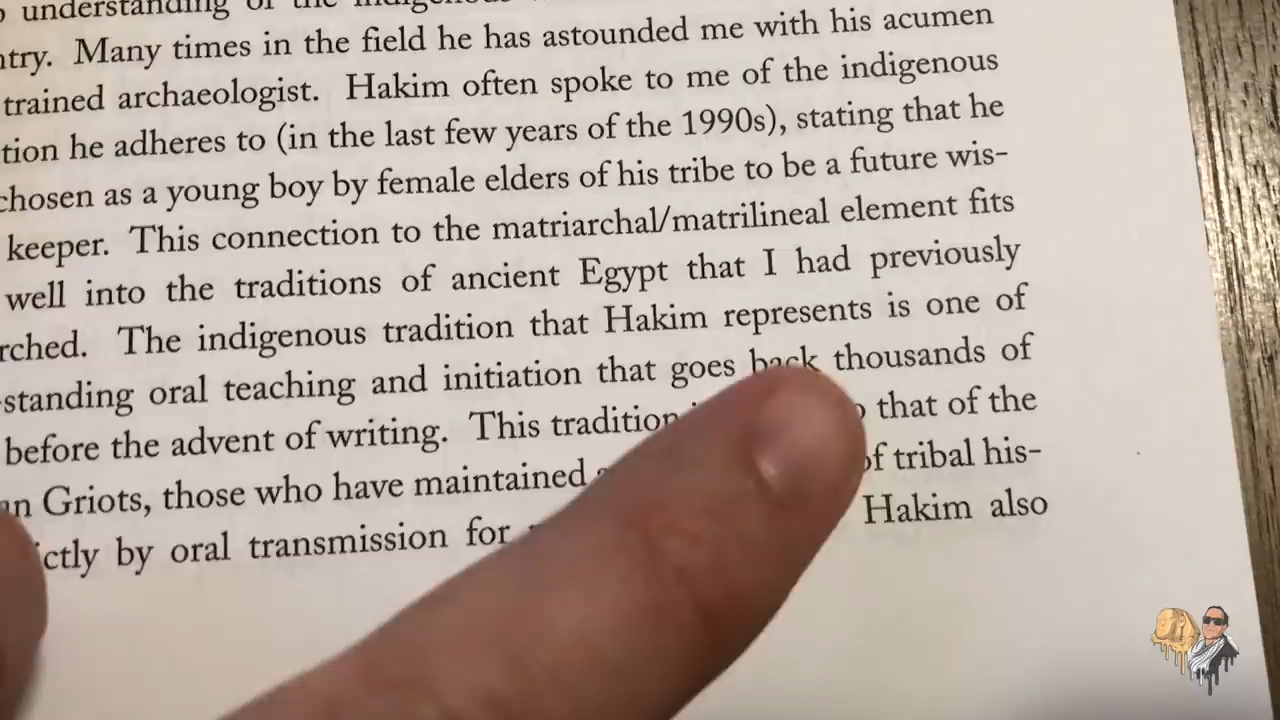 understanding of the indigenous
ntry. Many times in the field he has astounded me with his acumen
trained archaeologist. Hakim often spoke to me of the indigenous
tion he adheres to (in the last few years of the 1990s), stating that he
chosen as a young boy by female elders of his tribe to be a future wis-
keeper. This connection to the matriarchal/matrilineal element fits
well into the traditions of ancient Egypt that I had previously
rched. The indigenous tradition that Hakim represents is one of
-standing oral teaching and initiation that goes back thousands of
before the advent of writing. This tradition that of the
an Griots, those who have maintained of tribal his-
ictly by oral transmission for Hakim also